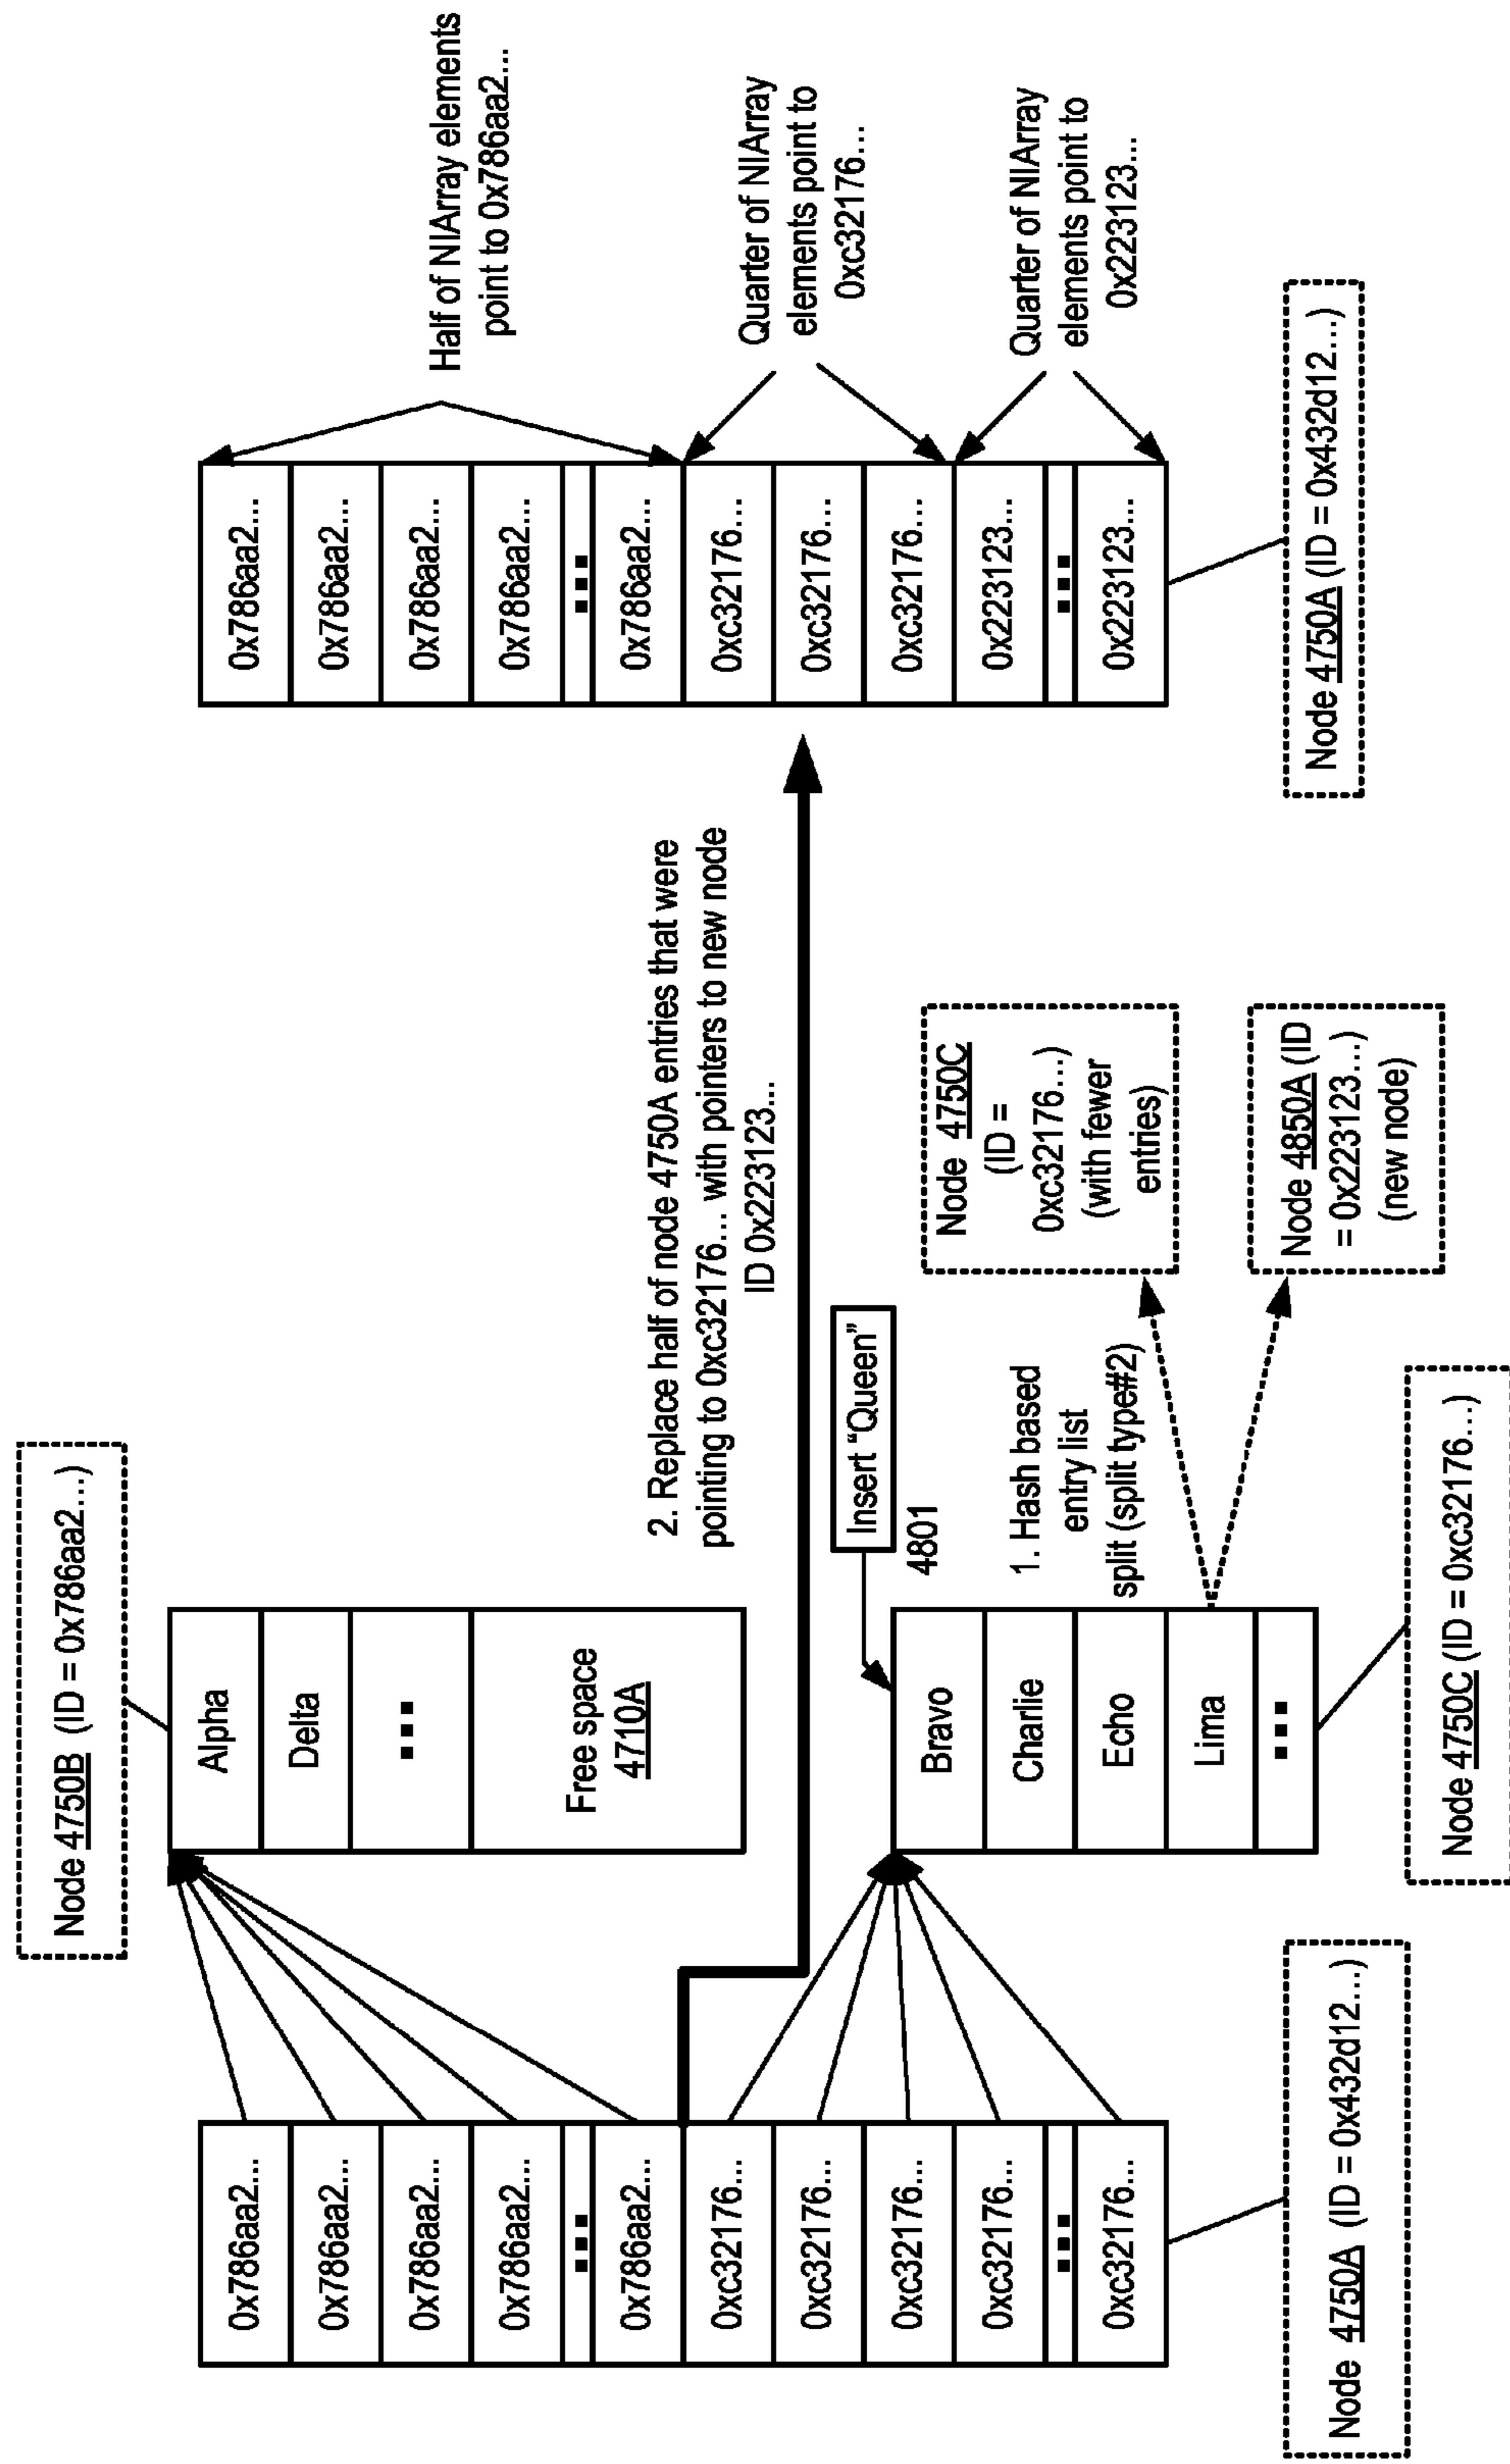 Node 4750B (ID = 0x786aa2...)
0x786aa2...
0x786aa2...
0x786aa2...
0x786aa2...
...
0x786aa2...
0xc32176...
0xc32176...
0xc32176...
0xc32176...
...
0xc32176...
Node 4750A (ID = 0x432d12...)
Alpha
Delta
...
Free space
4710A
Bravo
Charlie
Echo
Lima
...
Node 4750C (ID = 0xc32176...)
Insert “Queen”
4801
1. Hash based
entry list
split (split type#2)
2. Replace half of node 4750A entries that were
pointing to 0xc32176... with pointers to new node
ID 0x223123...
Node 4750C
(ID =
0xc32176...)
(with fewer
entries)
Node 4850A (ID
= 0x223123...)
(new node)
0x786aa2...
0x786aa2...
0x786aa2...
0x786aa2...
...
0x786aa2...
0xc32176...
0xc32176...
0xc32176...
0x223123...
...
0x223123...
Node 4750A (ID = 0x432d12...)
Half of NIArray elements
point to 0x786aa2...
Quarter of NIArray
elements point to
0xc32176...
Quarter of NIArray
elements point to
0x223123...